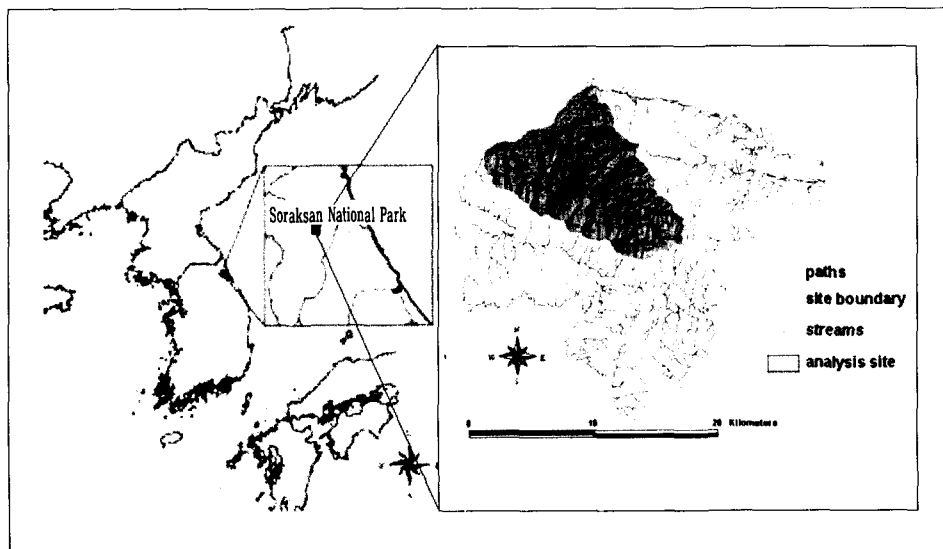 Soraksan National Park
paths
site boundary
streams
analysis site
N
W E
0 10 20 Kilometers